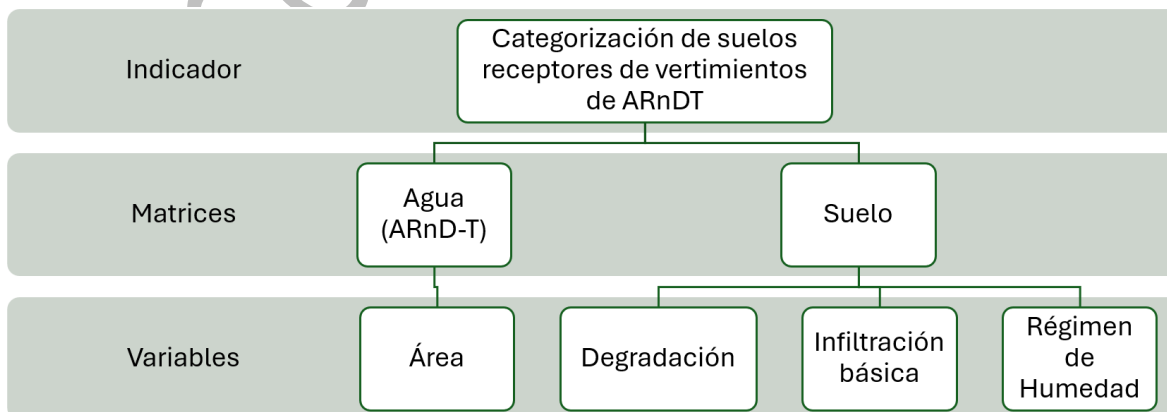 Indicador
Categorización de suelos
receptores de vertimientos
de ARnDT
Matrices
Agua
(ARnD-T)
Suelo
Variables
Área
Degradación
Infiltración
básica
Régimen
de
Humedad